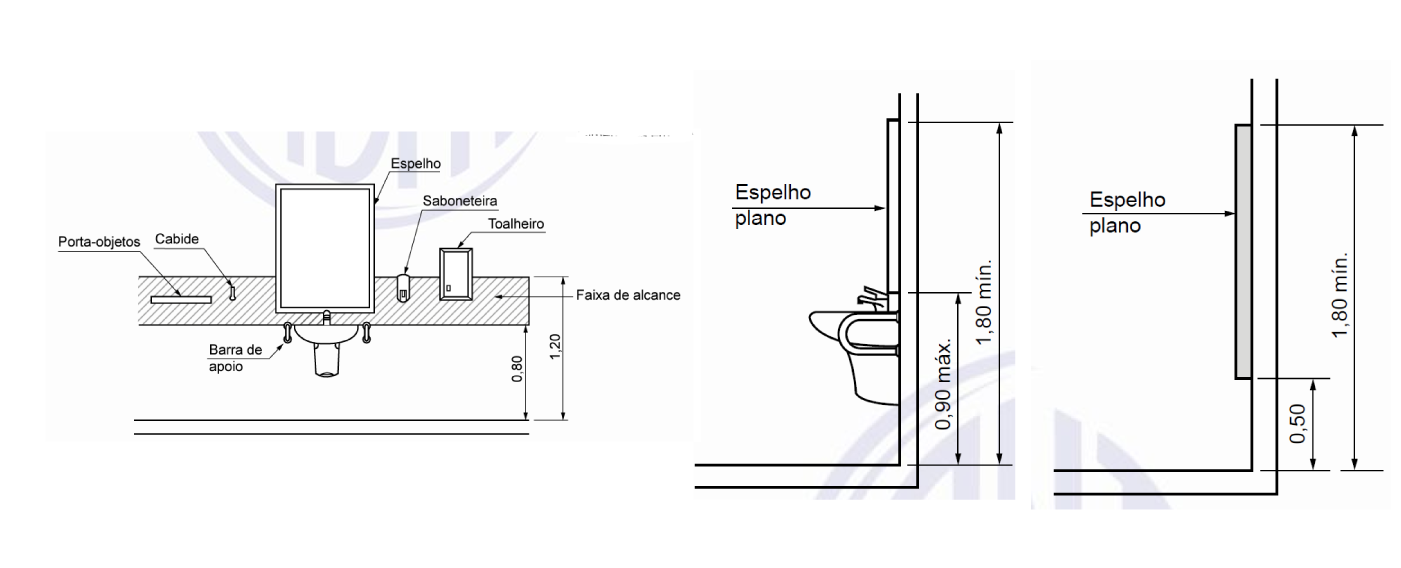 Espelho
Saboneteira
Toalheiro
Porta-objetos
Cabide
Faixa de alcance
Barra de
apoio
0,80
1,20
Espelho
plano
0,90 máx.
1,80 mín.
Espelho
plano
0,50
1,80 mín.